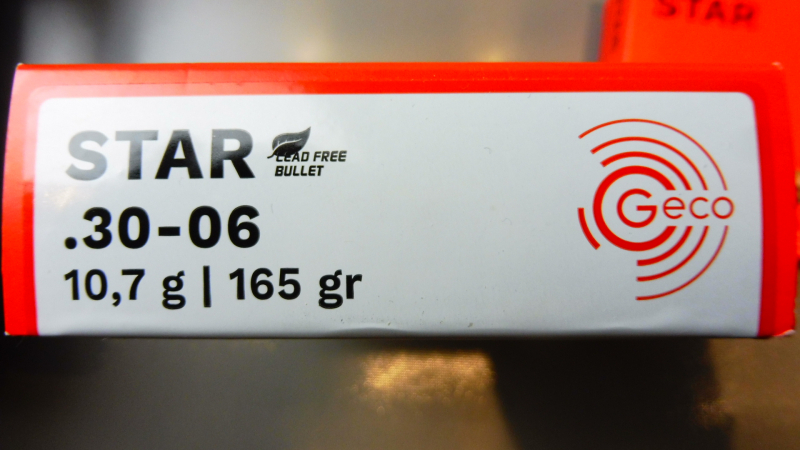 STAR
STAR LEAD FREE
BULLET
.30-06
10,7 g | 165 gr
Geco